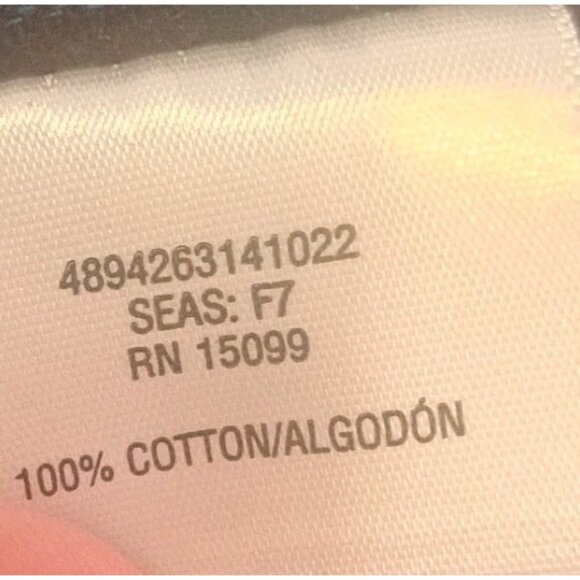 4894263141022
SEAS: F7
RN 15099
100% COTTON/ALGODÓN